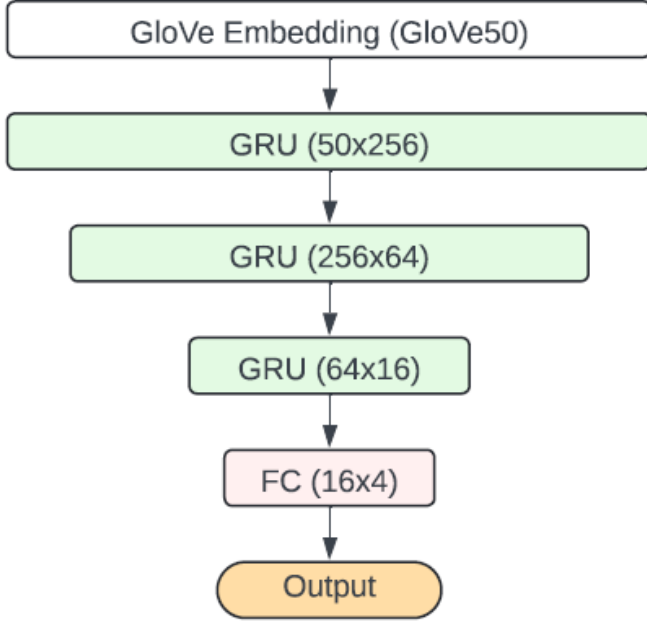 GloVe Embedding (GloVe50)
GRU (50x256)
GRU (256x64)
GRU (64x16)
FC (16x4)
Output